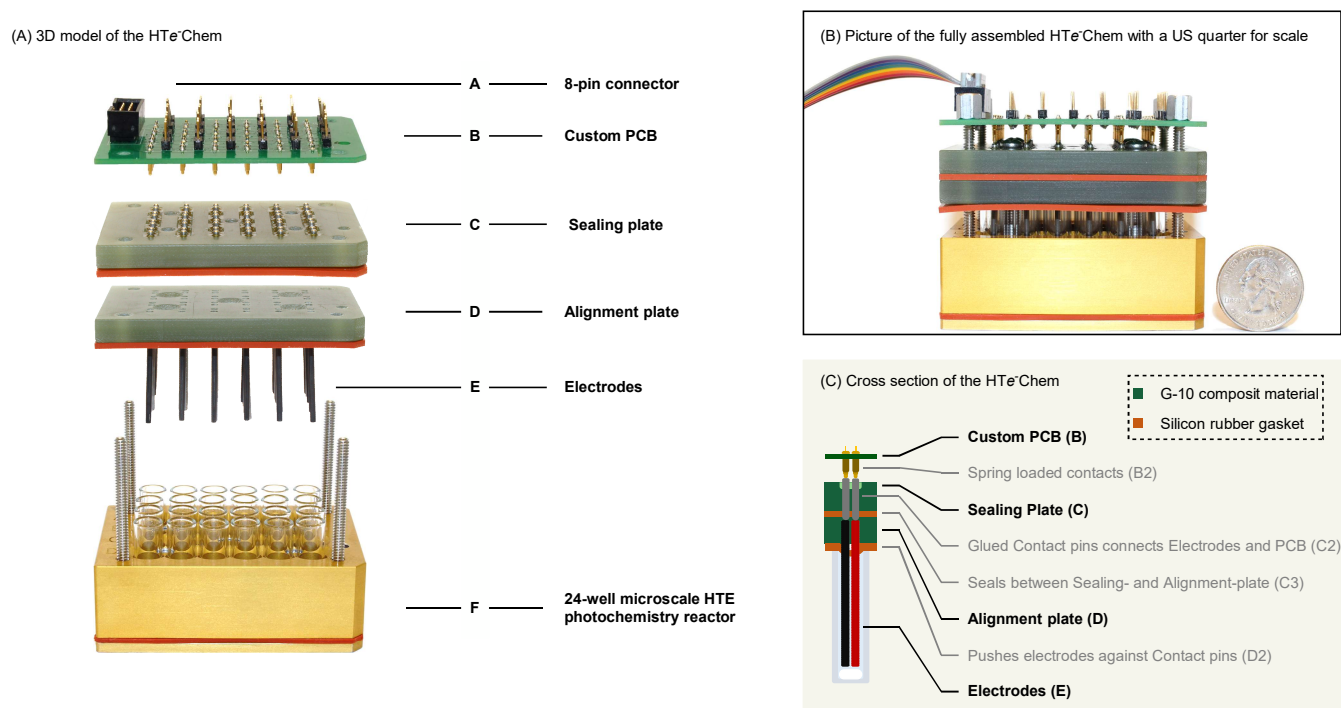 (A) 3D model of the HTe⁻Chem
A
8-pin connector
B
Custom PCB
C
Sealing plate
D
Alignment plate
E
Electrodes
F
24-well microscale HTE
photochemistry reactor
(B) Picture of the fully assembled HTe⁻Chem with a US quarter for scale
(C) Cross section of the HTe⁻Chem
G-10 composit material
Silicon rubber gasket
Custom PCB (B)
Spring loaded contacts (B2)
Sealing Plate (C)
Glued Contact pins connects Electrodes and PCB (C2)
Seals between Sealing- and Alignment-plate (C3)
Alignment plate (D)
Pushes electrodes against Contact pins (D2)
Electrodes (E)